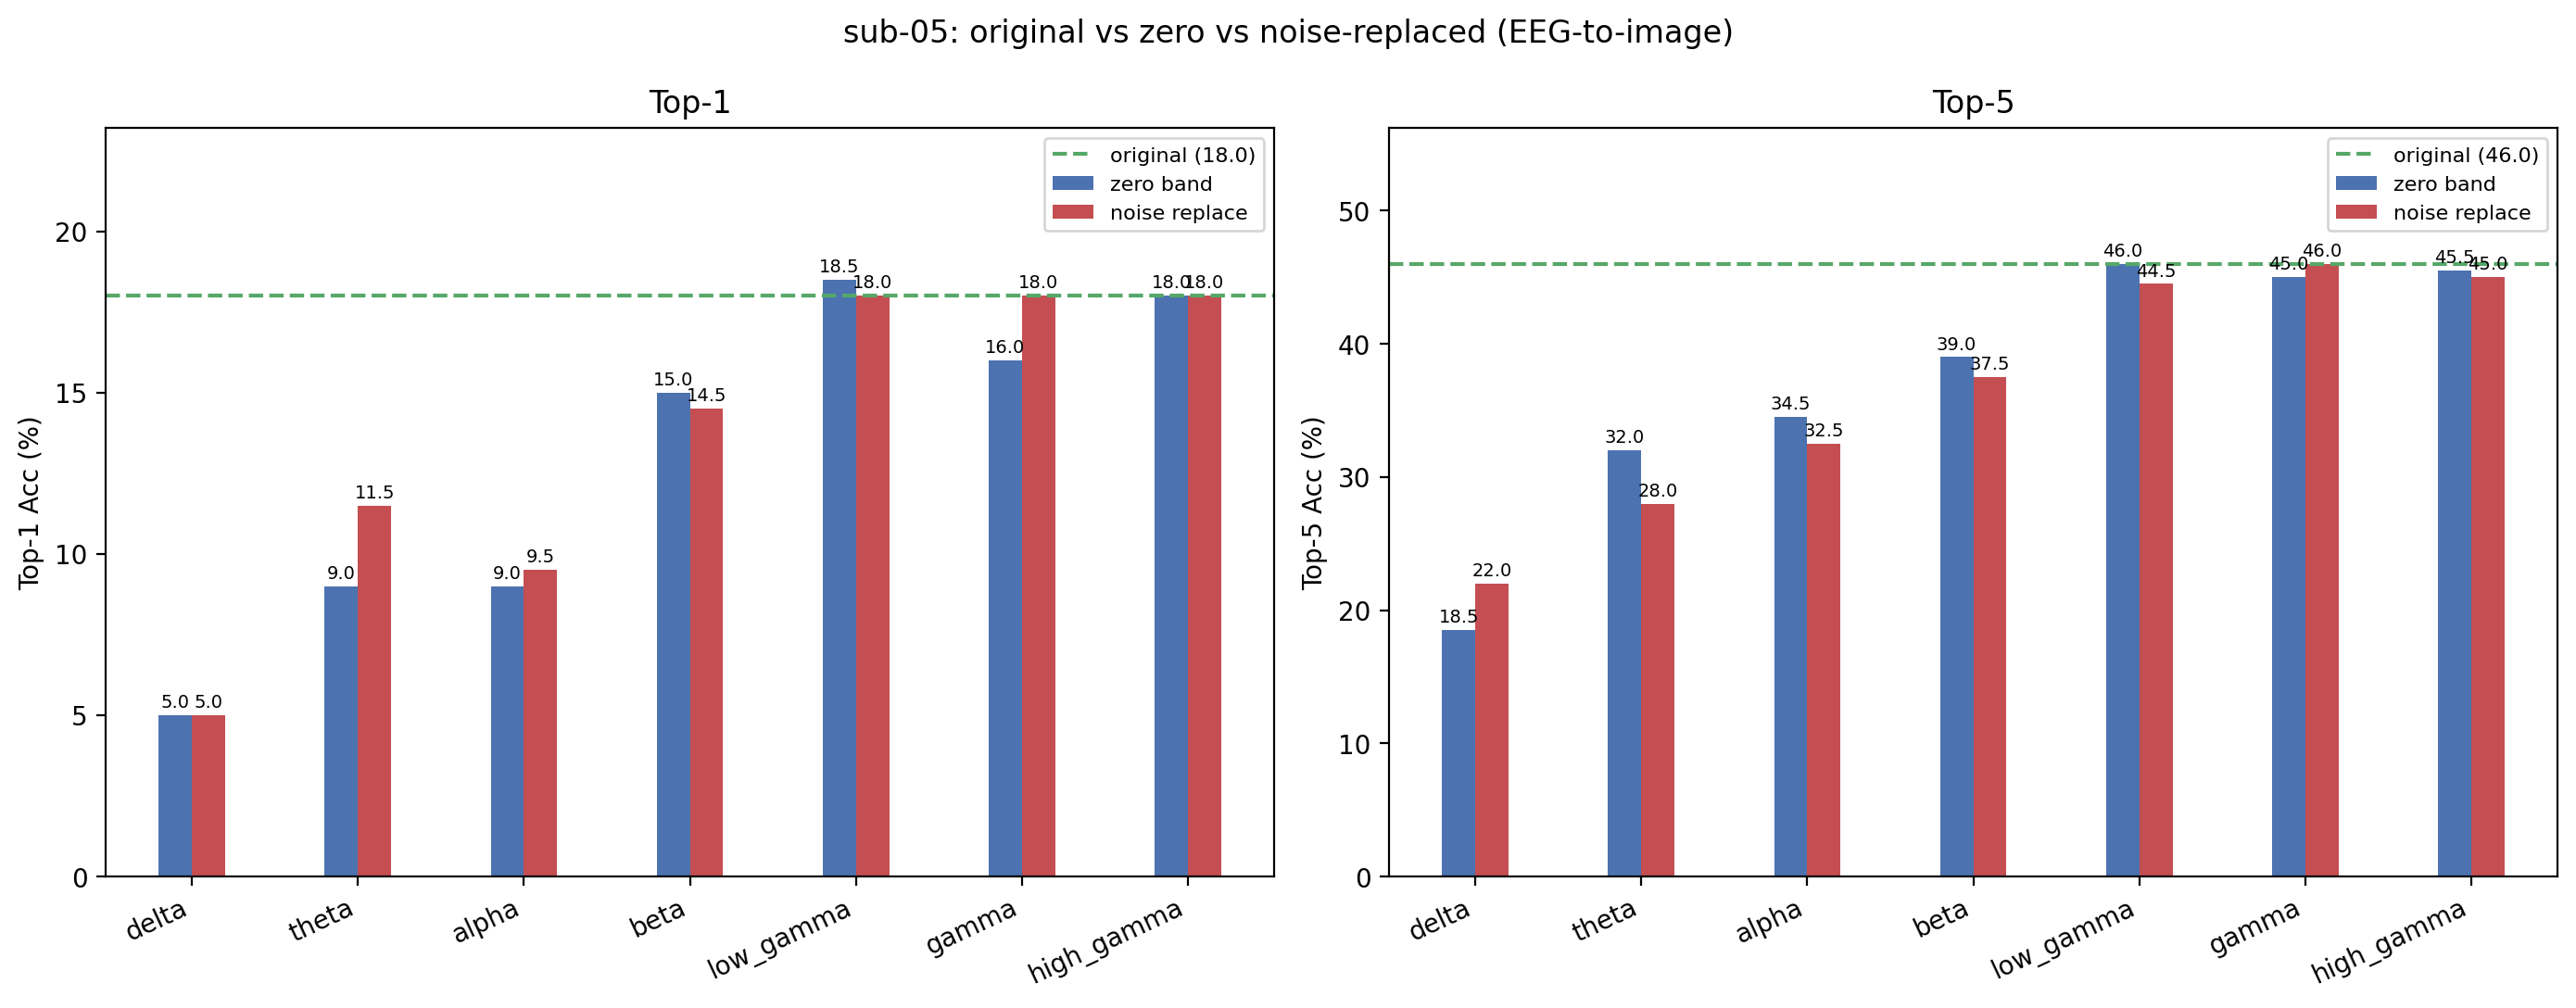 sub-05: original vs zero vs noise-replaced (EEG-to-image)
Top-1
original (18.0)
zero band
noise replace
Top-1 Acc (%)
20
15
10
5
0
5.0 5.0
9.0 11.5
9.0 9.5
15.0 14.5
18.5 18.0
16.0 18.0
18.0 18.0
delta theta alpha beta low_gamma gamma high_gamma
Top-5
original (46.0)
zero band
noise replace
Top-5 Acc (%)
50
40
30
20
10
0
18.5 22.0
32.0 28.0
34.5 32.5
39.0 37.5
46.0 44.5
45.0 46.0
45.5 45.0
delta theta alpha beta low_gamma gamma high_gamma